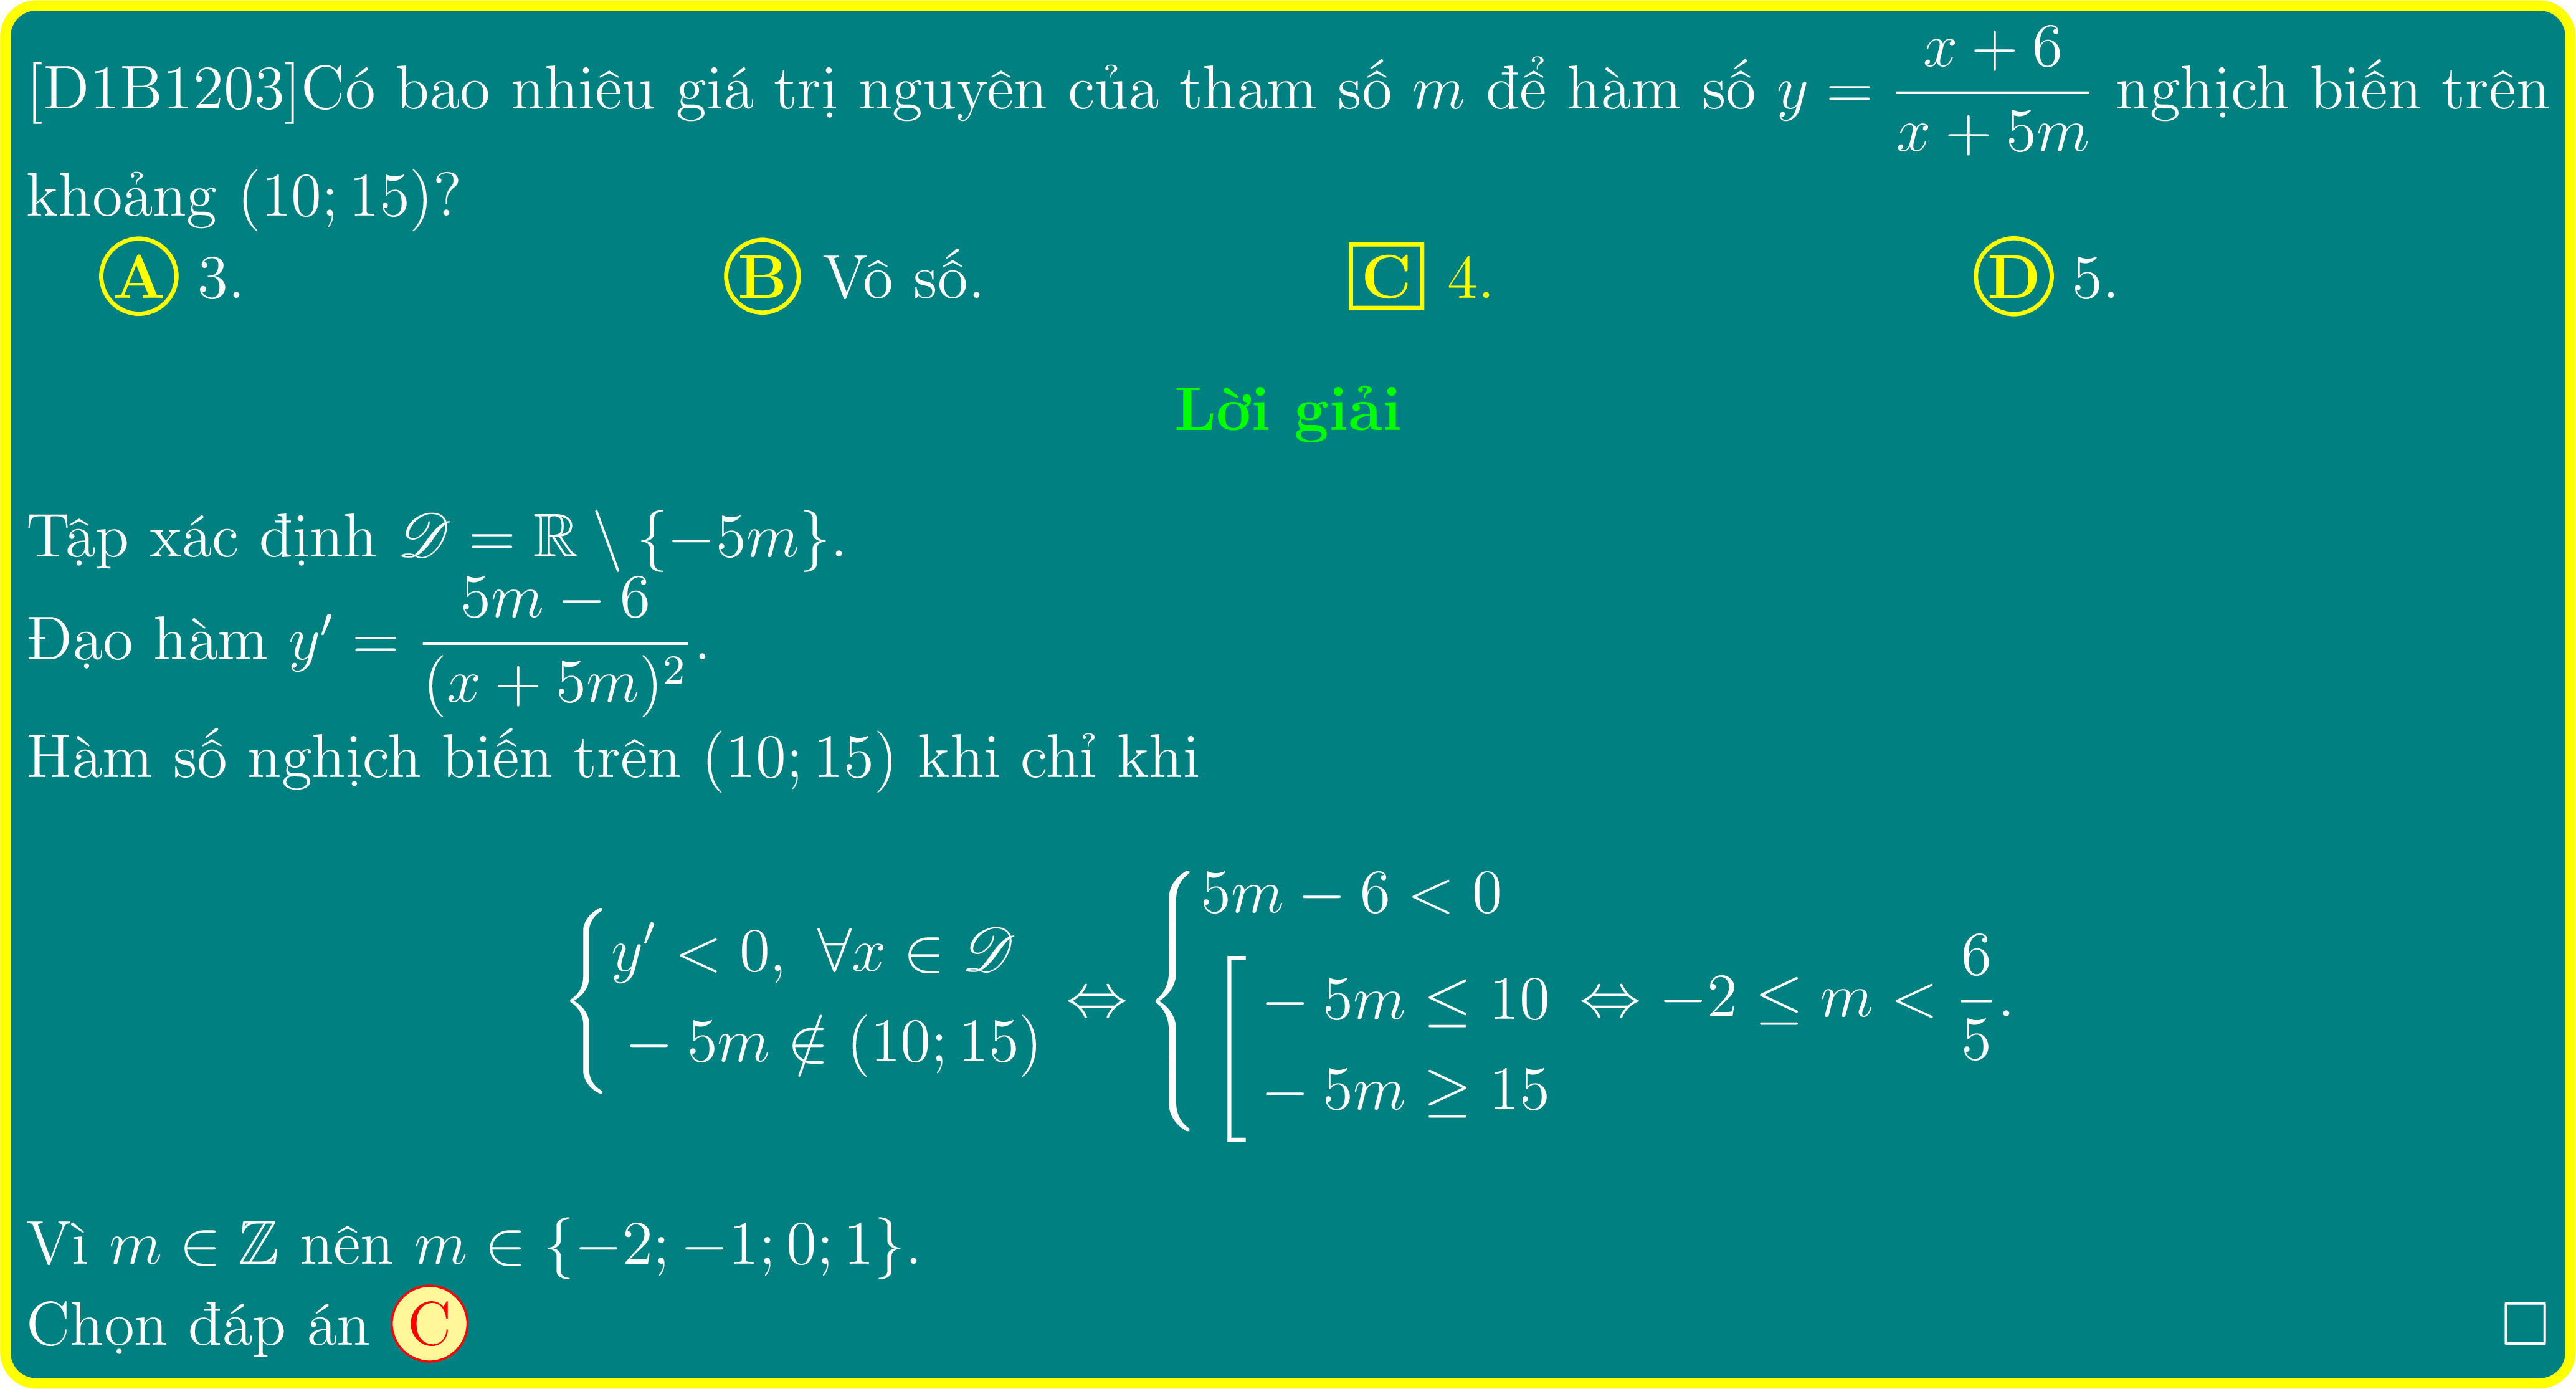 [D1B1203]Có bao nhiêu giá trị nguyên của tham số $m$ để hàm số $y = \dfrac{x+6}{x+5m}$ nghịch biến trên
khoảng $(10; 15)$?
A 3. B Vô số. C 4. D 5.
Lời giải
Tập xác định $\mathscr{D} = \mathbb{R} \setminus \{-5m\}$.
Đạo hàm $y' = \dfrac{5m-6}{(x+5m)^2}$.
Hàm số nghịch biến trên $(10; 15)$ khi chỉ khi
$\begin{cases} y' < 0,\ \forall x \in \mathscr{D} \\ -5m \notin (10; 15) \end{cases} \Leftrightarrow \begin{cases} 5m - 6 < 0 \\ \left[\begin{array}{l} -5m \leq 10 \\ -5m \geq 15 \end{array}\right. \end{cases} \Leftrightarrow -2 \leq m < \dfrac{6}{5}.$
Vì $m \in \mathbb{Z}$ nên $m \in \{-2; -1; 0; 1\}$.
Chọn đáp án C □